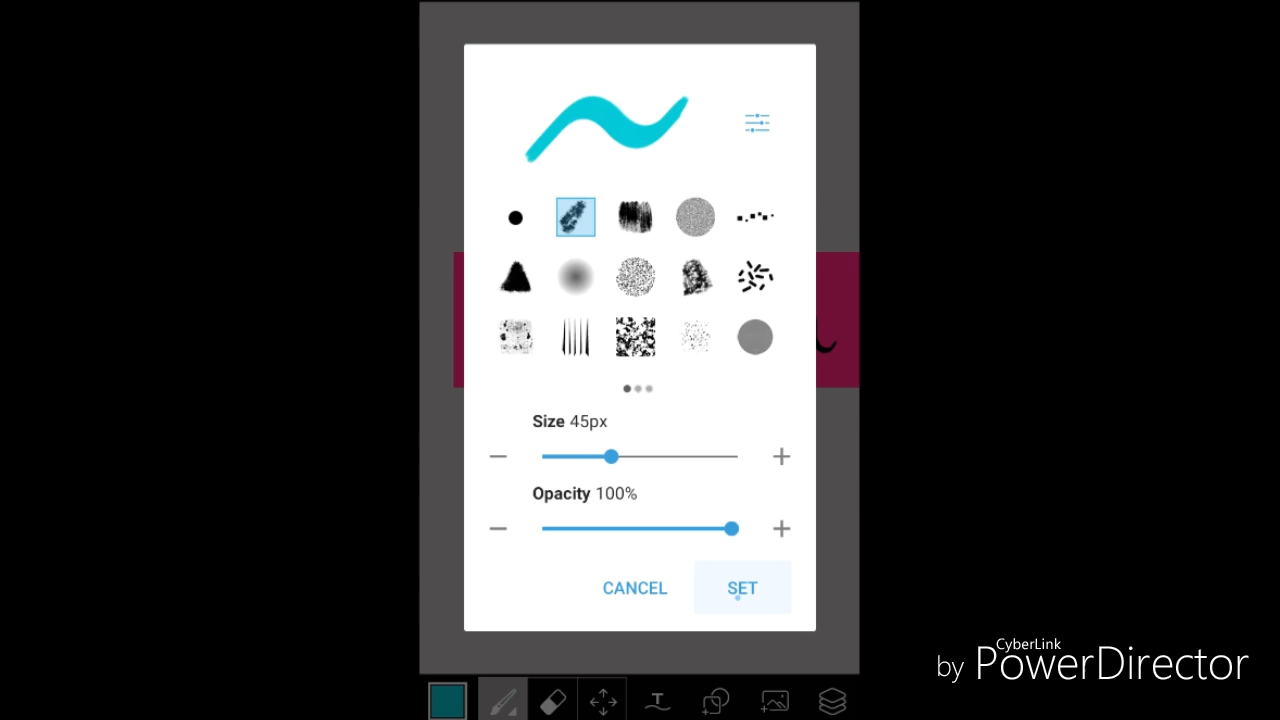 Size 45px
Opacity 100%
CANCEL SET
CyberLink
by PowerDirector